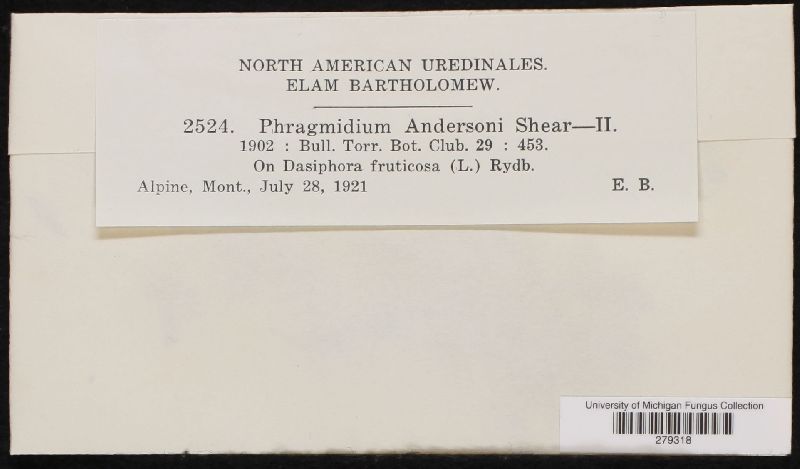 NORTH AMERICAN UREDINALES.
ELAM BARTHOLOMEW.
2524. Phragmidium Andersoni Shear—II.
1902 : Bull. Torr. Bot. Club. 29 : 453.
On Dasiphora fruticosa (L.) Rydb.
Alpine, Mont., July 28, 1921 E. B.
University of Michigan Fungus Collection
279318